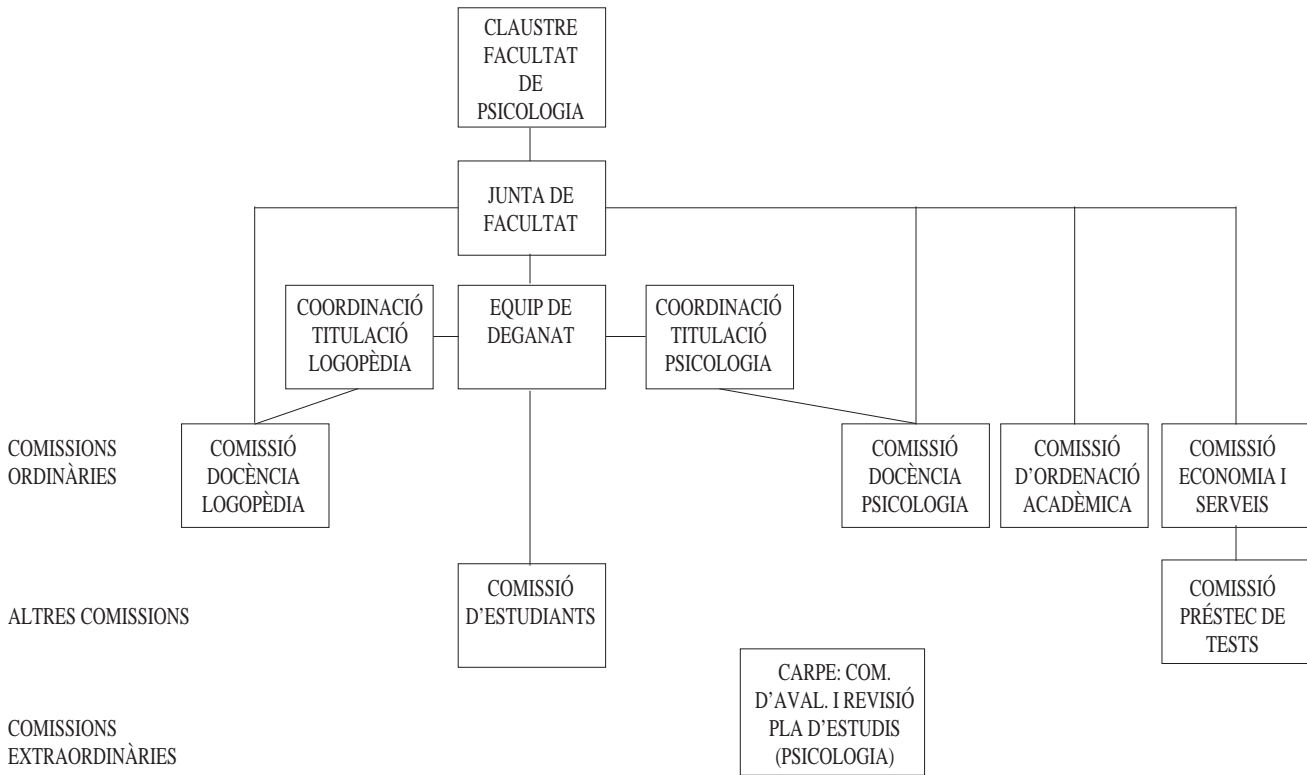 CLAUSTRE
FACULTAT
DE
PSICOLOGIA
JUNTA DE
FACULTAT
COORDINACIÓ
TITULACIÓ
LOGOPÈDIA
EQUIP DE
DEGANAT
COORDINACIÓ
TITULACIÓ
PSICOLOGIA
COMISSIONS
ORDINÀRIES
COMISSIÓ
DOCÈNCIA
LOGOPÈDIA
COMISSIÓ
DOCÈNCIA
PSICOLOGIA
COMISSIÓ
D'ORDENACIÓ
ACADÈMICA
COMISSIÓ
ECONOMIA I
SERVEIS
ALTRES COMISSIONS
COMISSIÓ
D'ESTUDIANTS
COMISSIÓ
PRÉSTEC DE
TESTS
COMISSIONS
EXTRAORDINÀRIES
CARPE: COM.
D'AVAL. I REVISIÓ
PLA D'ESTUDIS
(PSICOLOGIA)